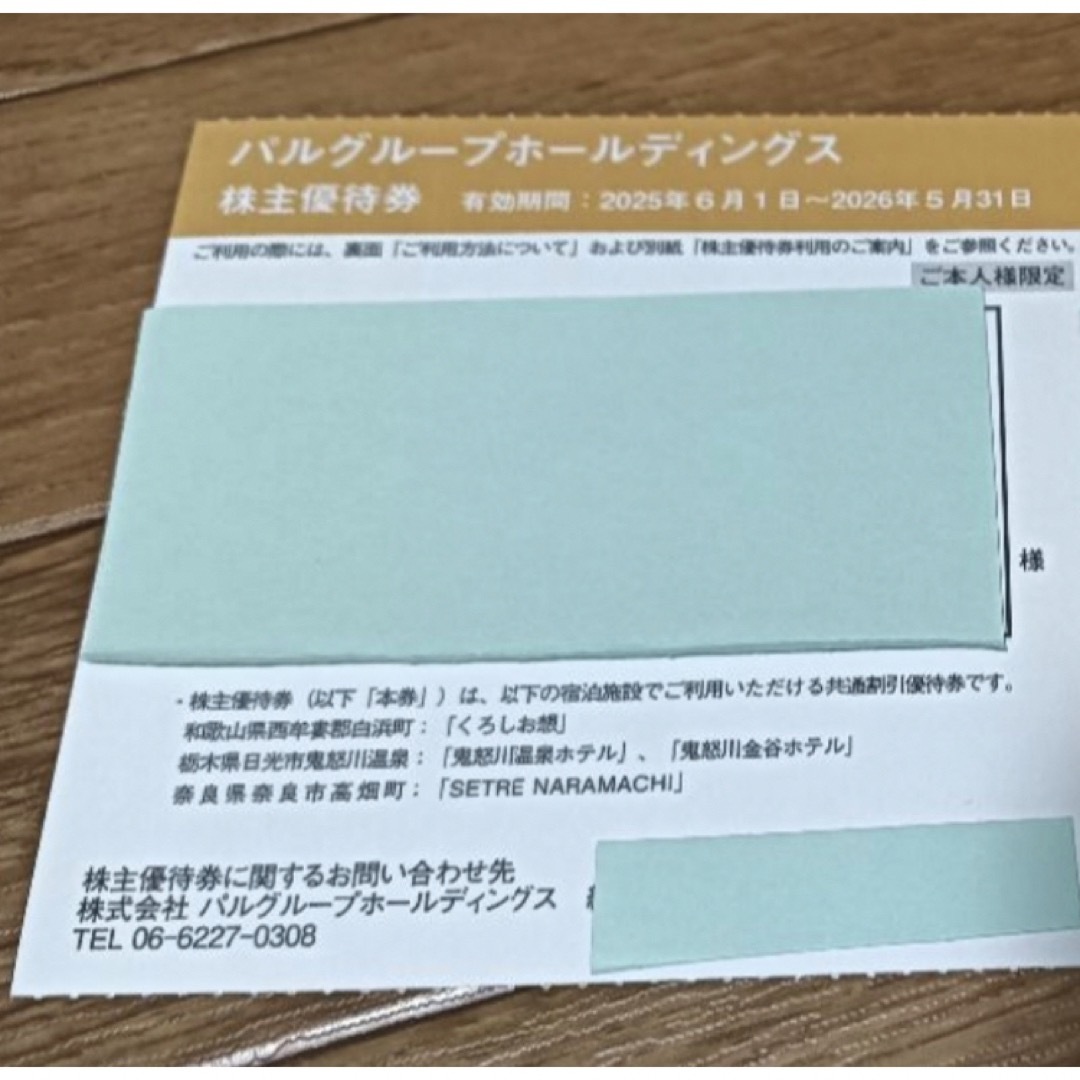 パルグループホールディングス
株主優待券 有効期間：2025年6月1日～2026年5月31日
ご利用の際には、裏面「ご利用方法について」および別紙「株主優待券利用のご案内」をご参照ください。
ご本人様限定
様
・株主優待券（以下「本券」）は、以下の宿泊施設でご利用いただける共通割引優待券です。
和歌山県西牟婁郡白浜町：「くろしお想」
栃木県日光市鬼怒川温泉：「鬼怒川温泉ホテル」、「鬼怒川金谷ホテル」
奈良県奈良市高畑町：「SETRE NARAMACHI」
株主優待券に関するお問い合わせ先
株式会社 パルグループホールディングス
TEL 06-6227-0308